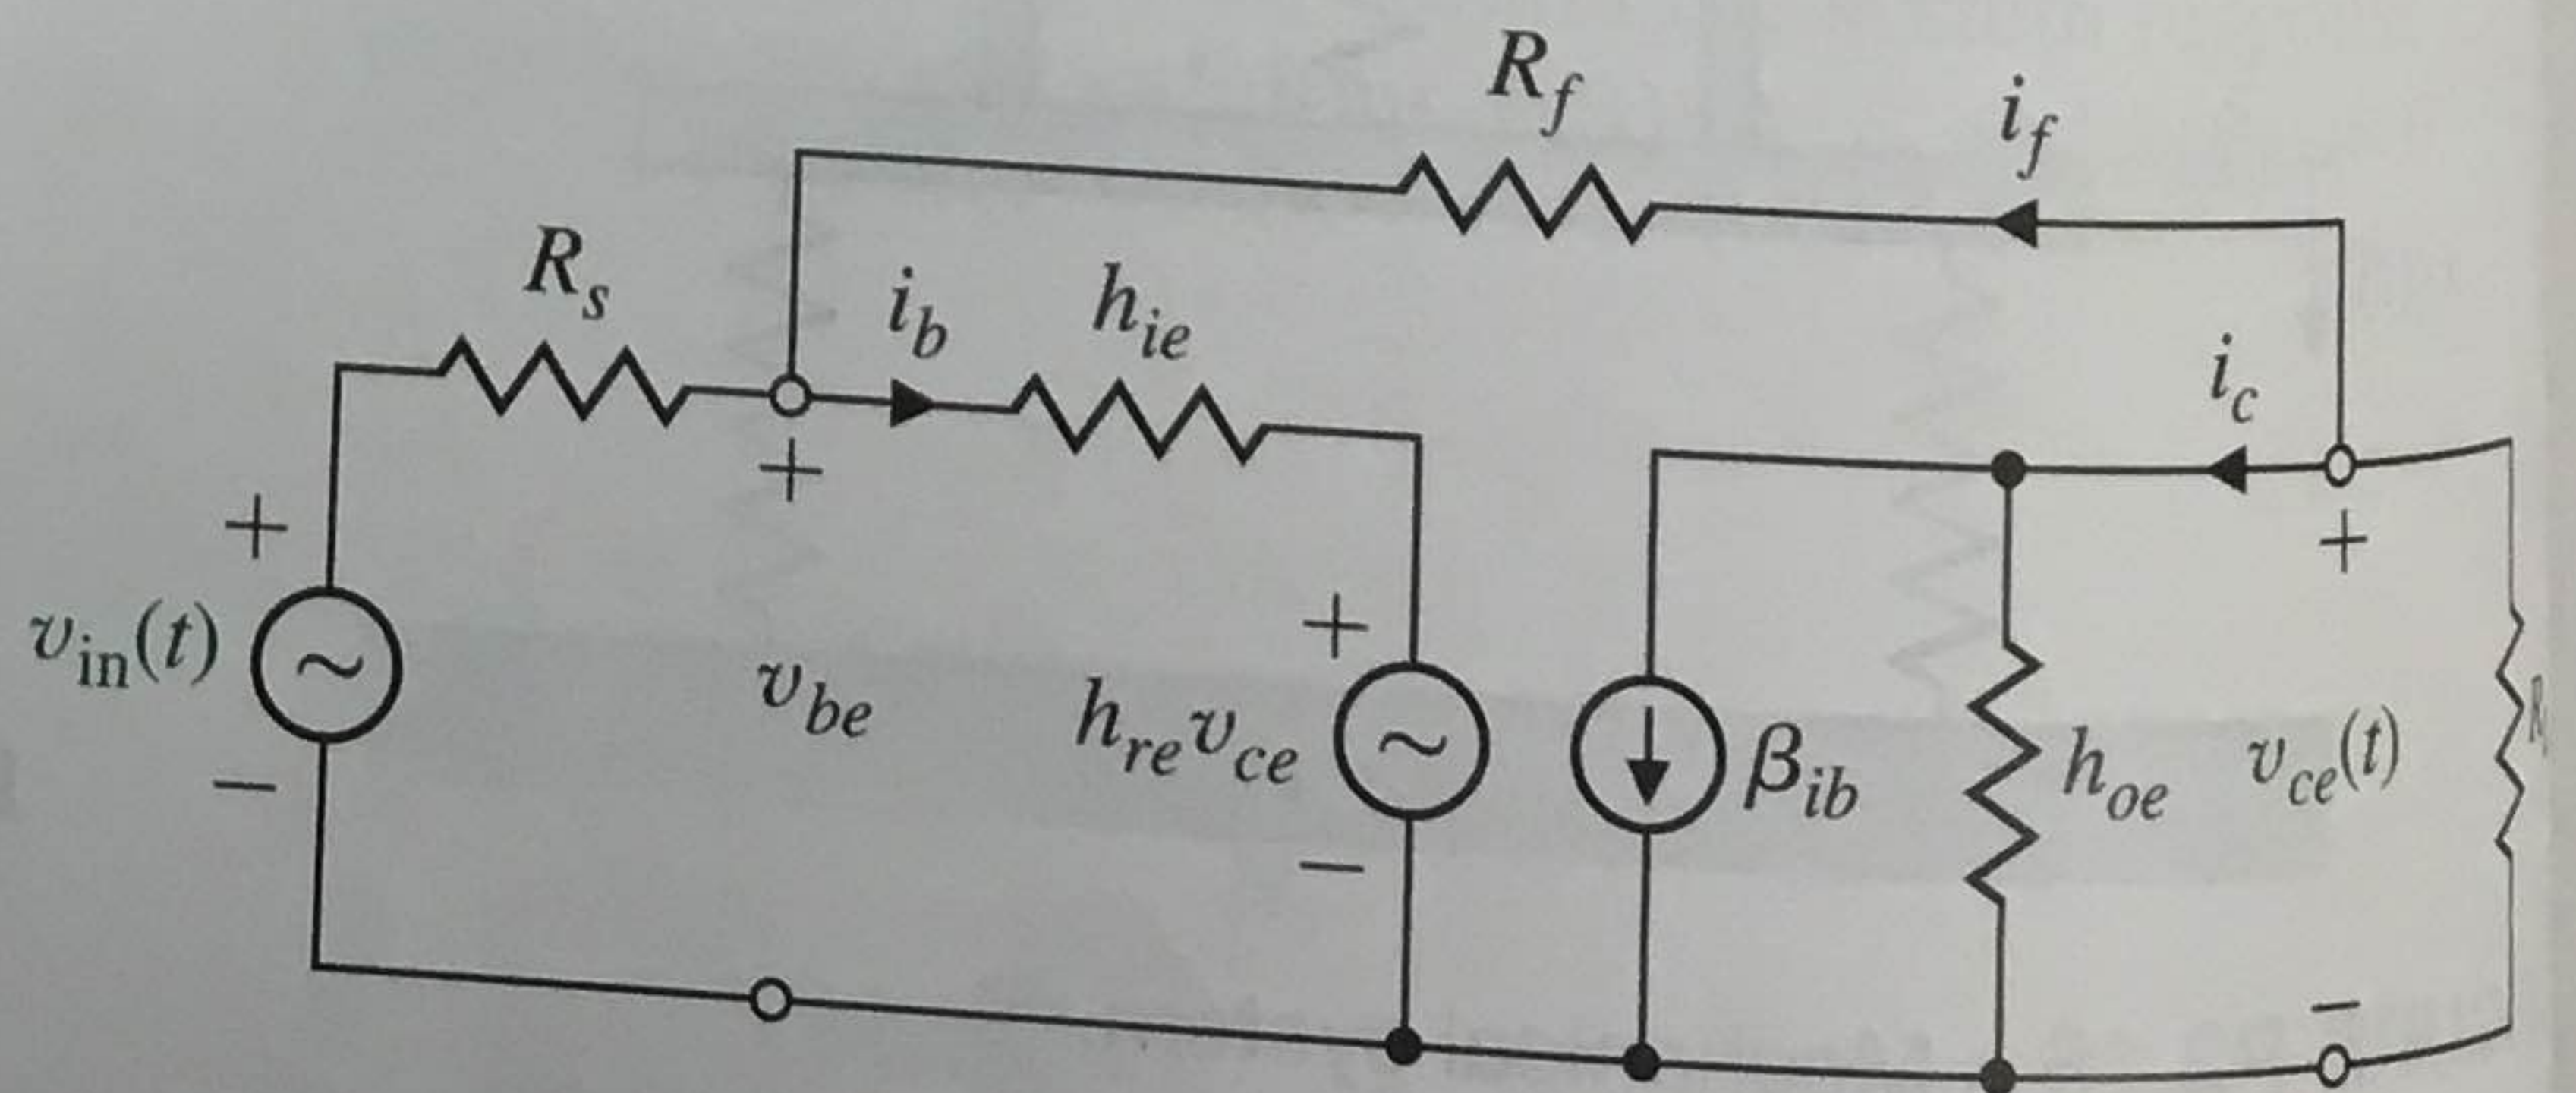 R_f
i_f
R_s
i_b
h_ie
i_c
+
+
+
+
v_in(t)
v_be
h_re v_ce
~
~
β_ib
h_oe
v_ce(t)
R
−
−
−